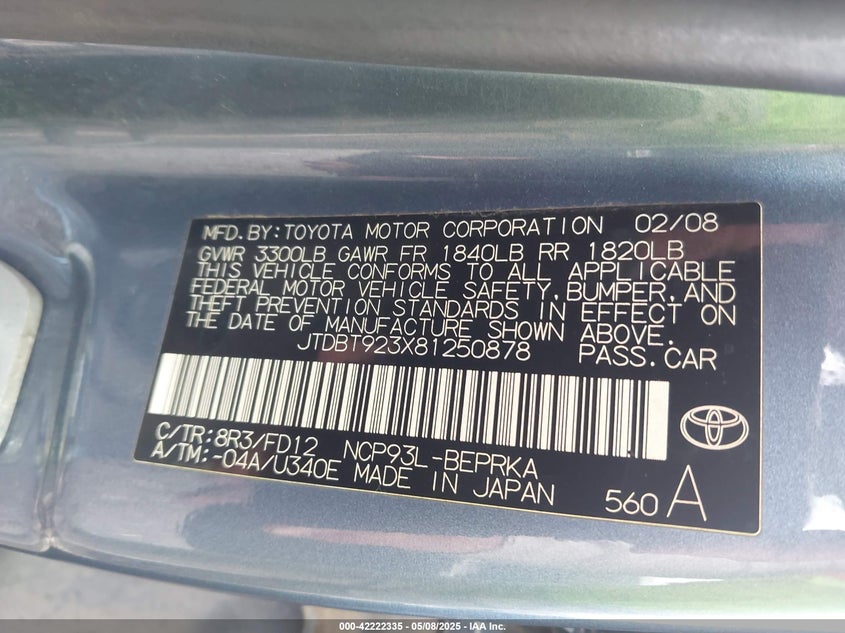 MFD.BY:TOYOTA MOTOR CORPORATION 02/08
GVWR 3300LB GAWR FR 1840LB RR 1820LB
THIS VEHICLE CONFORMS TO ALL APPLICABLE
FEDERAL MOTOR VEHICLE SAFETY,BUMPER,AND
THEFT PREVENTION STANDARDS IN EFFECT ON
THE DATE OF MANUFACTURE SHOWN ABOVE.
JTDBT923X81250878 PASS.CAR
C/TR:8R3/FD12 NCP93L-BEPRKA
A/TM:-04A/U340E MADE IN JAPAN
560 A
000-42222335 - 05/08/2025 - IAA Inc.